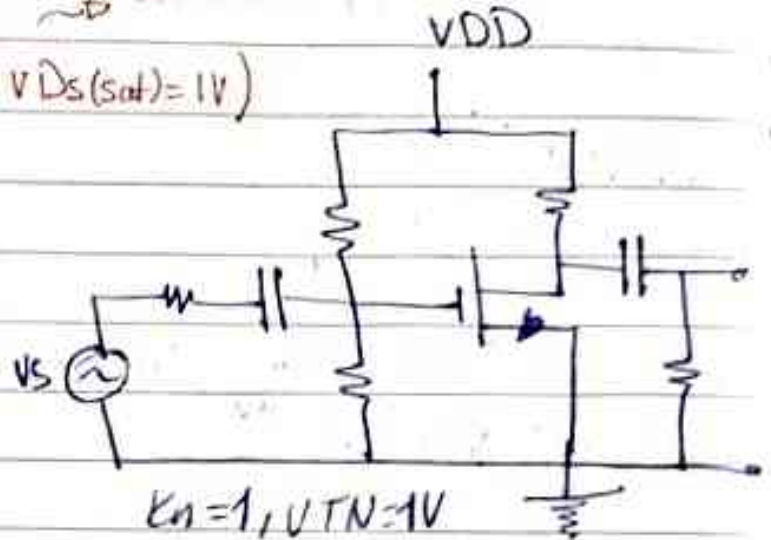 VDD
VDs(sat)=1V)
VS
Kn=1, VTN=1V